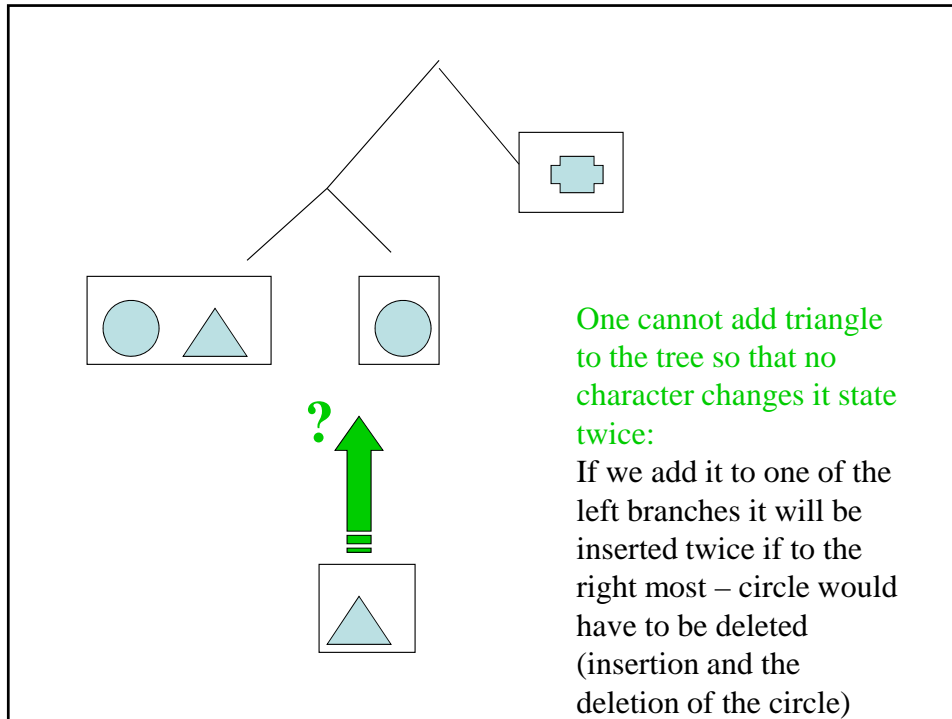 ?
One cannot add triangle
to the tree so that no
character changes it state
twice:
If we add it to one of the
left branches it will be
inserted twice if to the
right most – circle would
have to be deleted
(insertion and the
deletion of the circle)